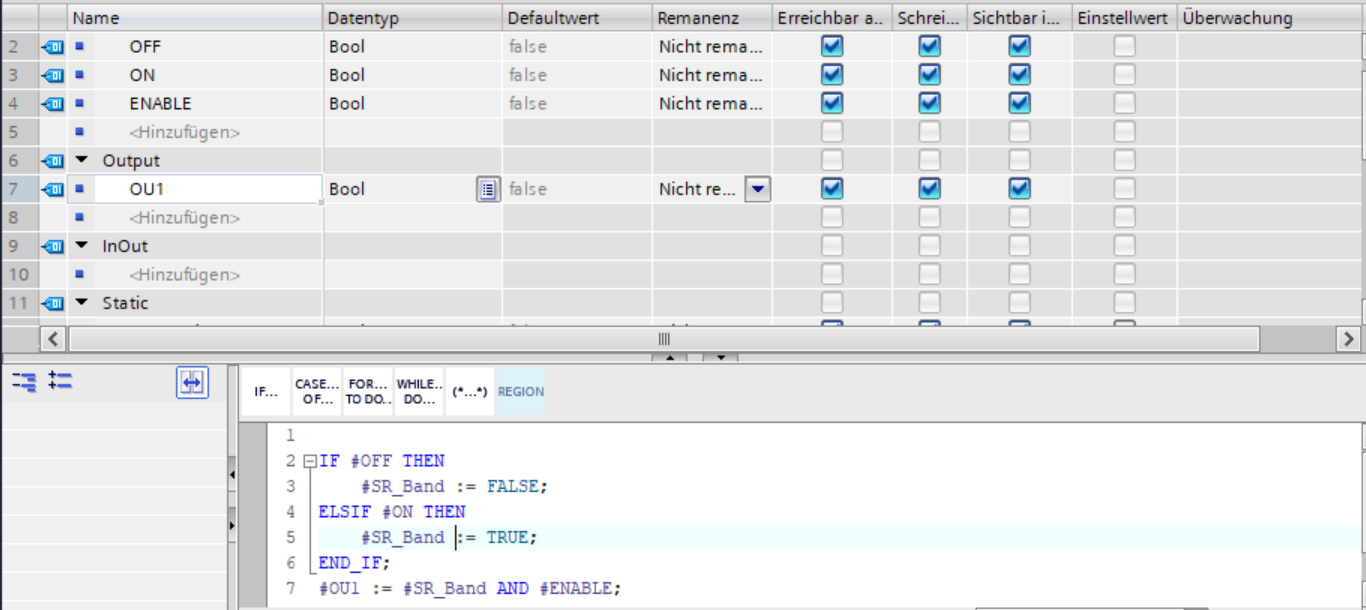 Name Datentyp Defaultwert Remanenz Erreichbar a.. Schrei... Sichtbar i... Einstellwert Überwachung
2 OFF Bool false Nicht rema...
3 ON Bool false Nicht rema...
4 ENABLE Bool false Nicht rema...
5 <Hinzufügen>
6 Output
7 OU1 Bool false Nicht re...
8 <Hinzufügen>
9 InOut
10 <Hinzufügen>
11 Static
IF... CASE... OF... FOR... TO DO.. WHILE.. DO... (*...*) REGION
1
2 IF #OFF THEN
3 #SR_Band := FALSE;
4 ELSIF #ON THEN
5 #SR_Band := TRUE;
6 END_IF;
7 #OU1 := #SR_Band AND #ENABLE;